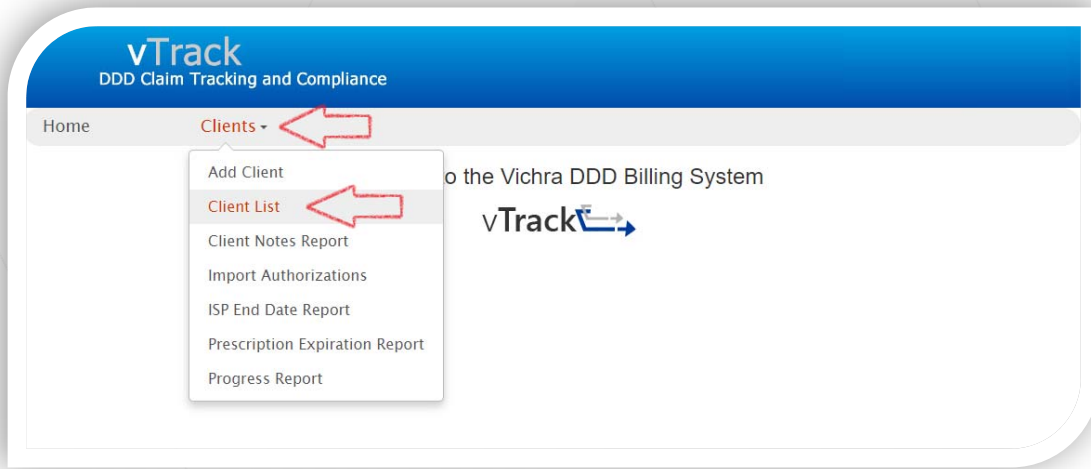 vTrack
DDD Claim Tracking and Compliance
Home Clients
Add Client
o the Vichra DDD Billing System
Client List
vTrack
Client Notes Report
Import Authorizations
ISP End Date Report
Prescription Expiration Report
Progress Report